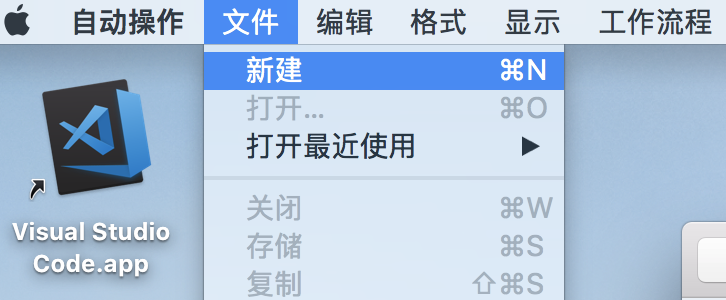 自动操作 文件 编辑 格式 显示 工作流程
新建 ⌘N
打开... ⌘O
打开最近使用 ▶
关闭 ⌘W
存储 ⌘S
复制 ⇧⌘S
Visual Studio
Code.app